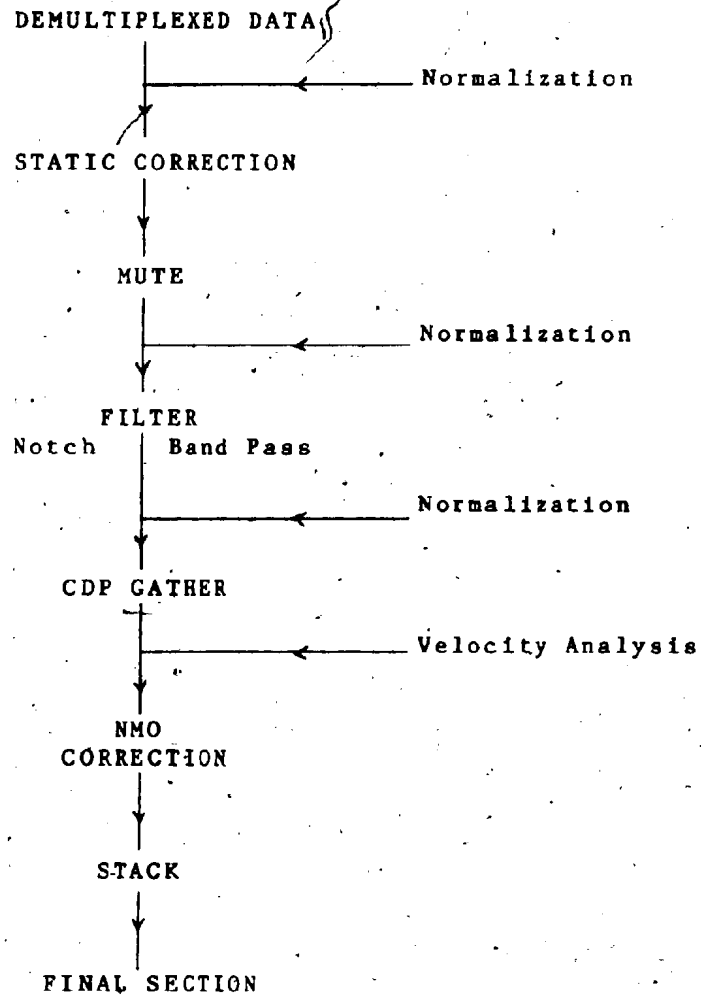 DEMULTIPLEXED DATA
Normalization
STATIC CORRECTION
MUTE
Normalization
FILTER
Notch Band Pass
Normalization
CDP GATHER
Velocity Analysis
NMO
CORRECTION
STACK
FINAL SECTION